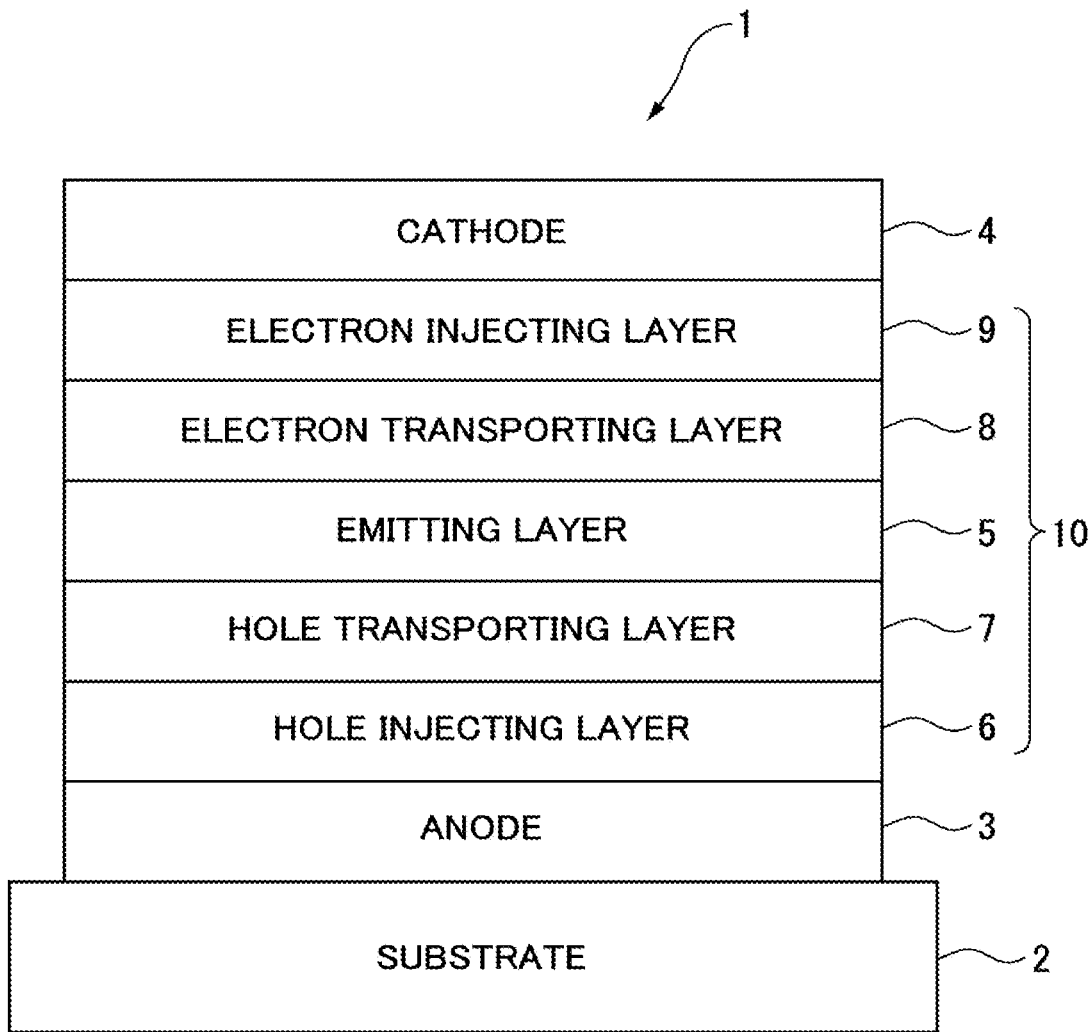 1
CATHODE 4
ELECTRON INJECTING LAYER 9
ELECTRON TRANSPORTING LAYER 8
EMITTING LAYER 5
10
HOLE TRANSPORTING LAYER 7
HOLE INJECTING LAYER 6
ANODE 3
SUBSTRATE 2